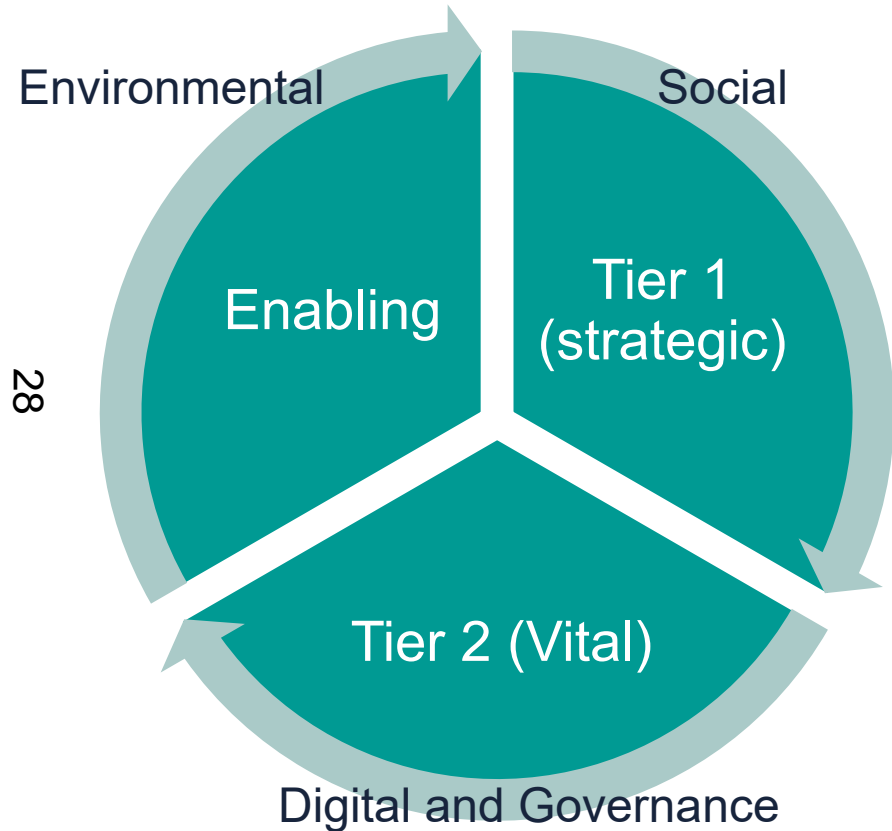 Environmental
Social
Enabling
Tier 1
(strategic)
28
Tier 2 (Vital)
Digital and Governance